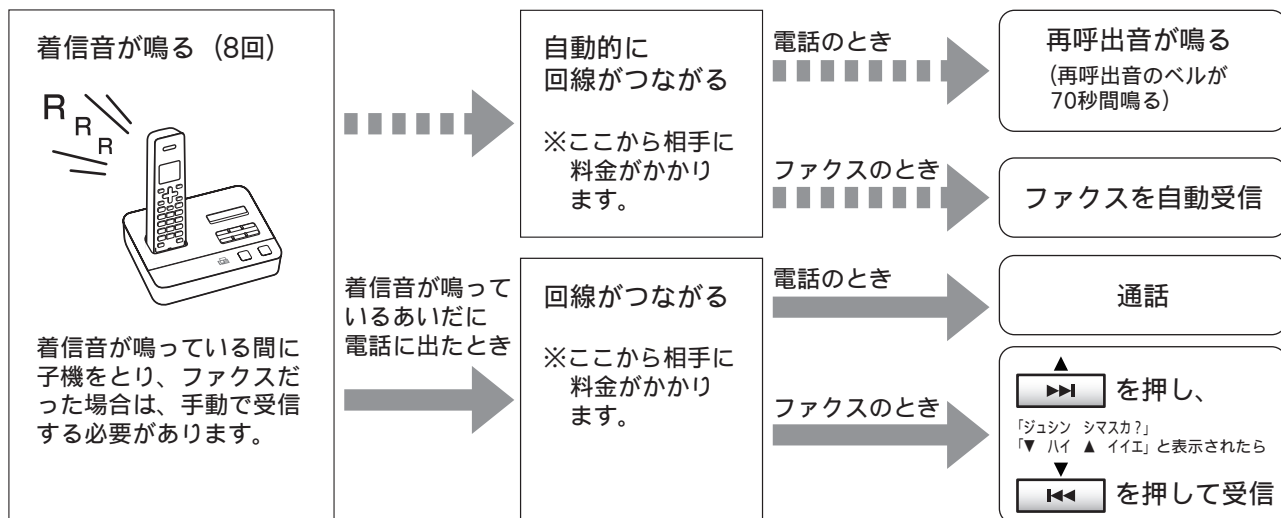 着信音が鳴る (8回)
R
R
R
着信音が鳴っている間に
子機をとり、ファクスだ
った場合は、手動で受信
する必要があります。
自動的に
回線がつながる
※ここから相手に
料金がかかり
ます。
電話のとき
再呼出音が鳴る
(再呼出音のベルが
70秒間鳴る)
ファクスのとき
ファクスを自動受信
着信音が鳴って
いるあいだに
電話に出たとき
回線がつながる
※ここから相手に
料金がかかり
ます。
電話のとき
通話
ファクスのとき
▲
▶▶I を押し、
「ジュシン シマスカ?」
「▼ ハイ ▲ イイエ」と表示されたら
▼
I◀◀ を押して受信